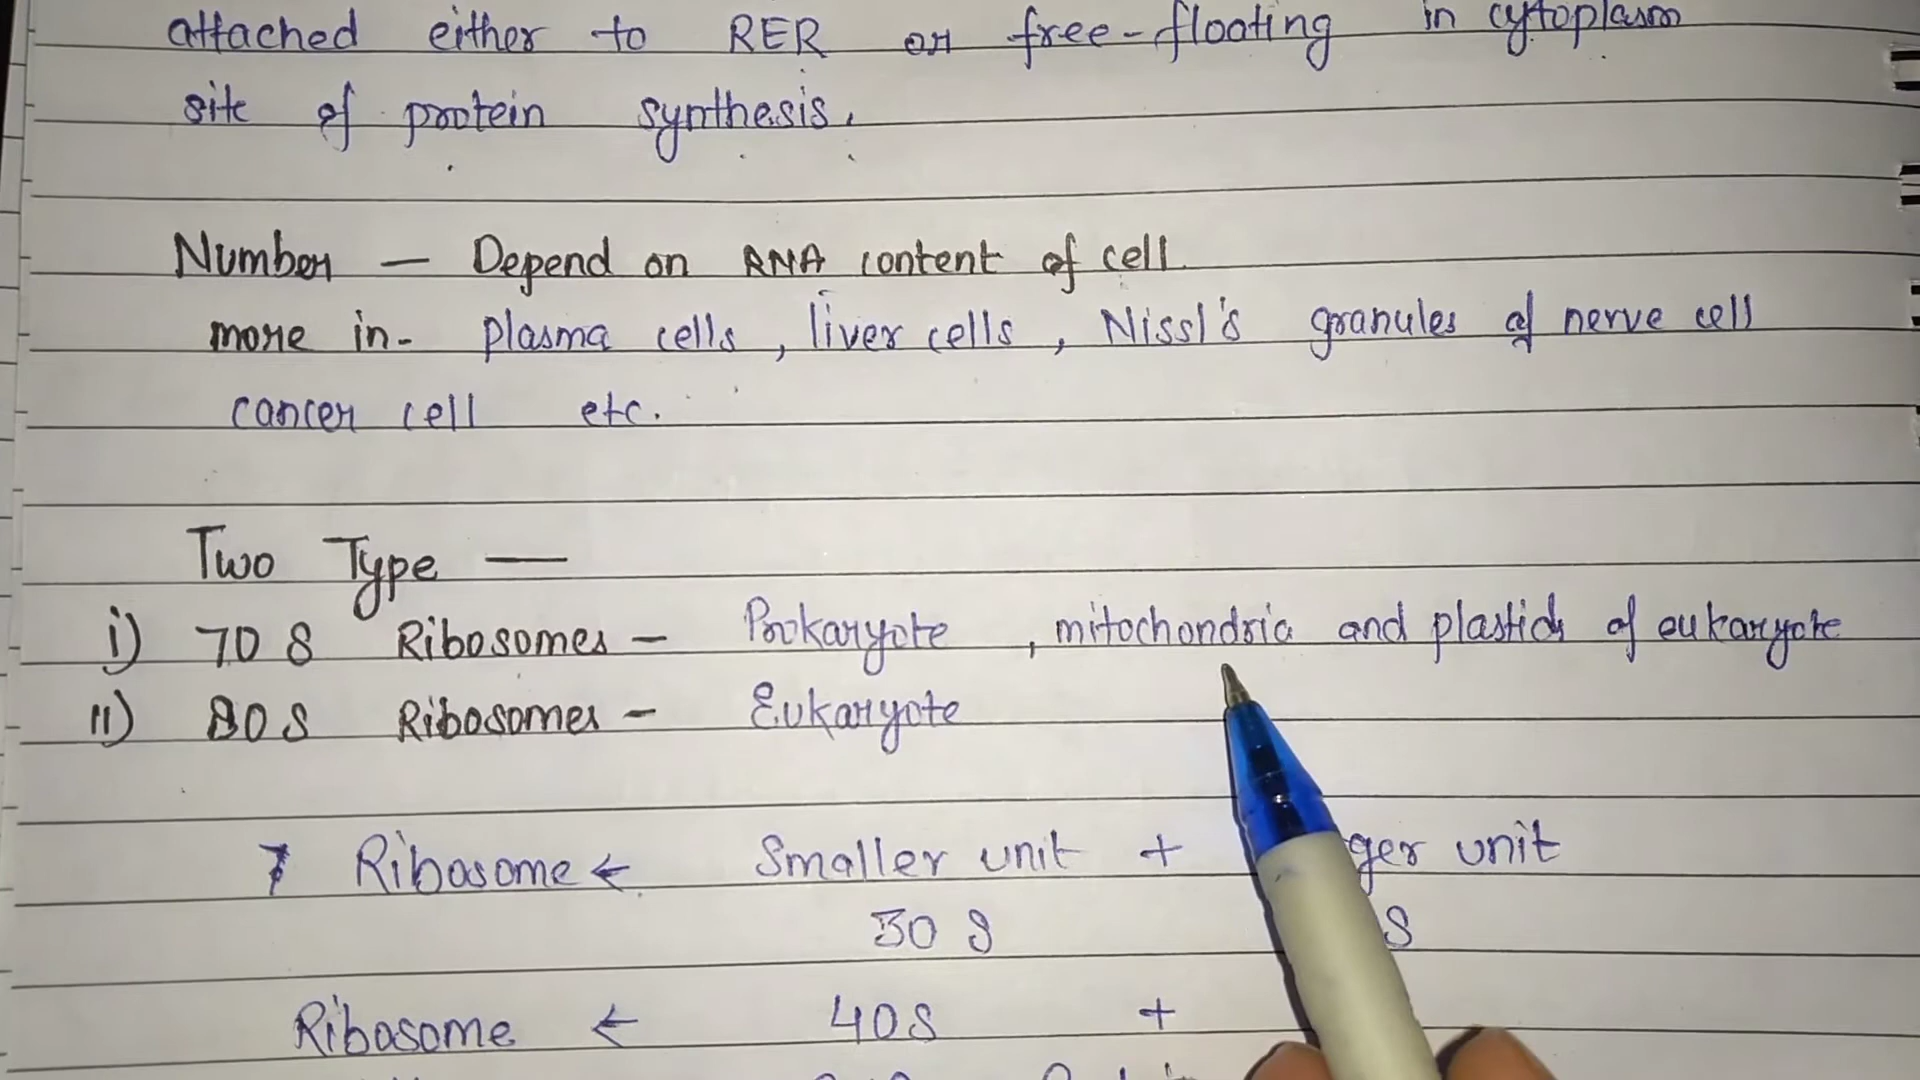 attached either to RER or free-floating in cytoplasm
site of protein synthesis.
Number — Depend on RNA content of cell.
more in- plasma cells, liver cells, Nissl's granules of nerve cell
cancer cell etc.
Two Type —
i) 70 S Ribosomes - Prokaryote, mitochondria and plastids of eukaryote
ii) 80 S Ribosomes - Eukaryote
Ribosome ← Smaller unit + ger unit
30 S S
Ribosome ← 40 S +